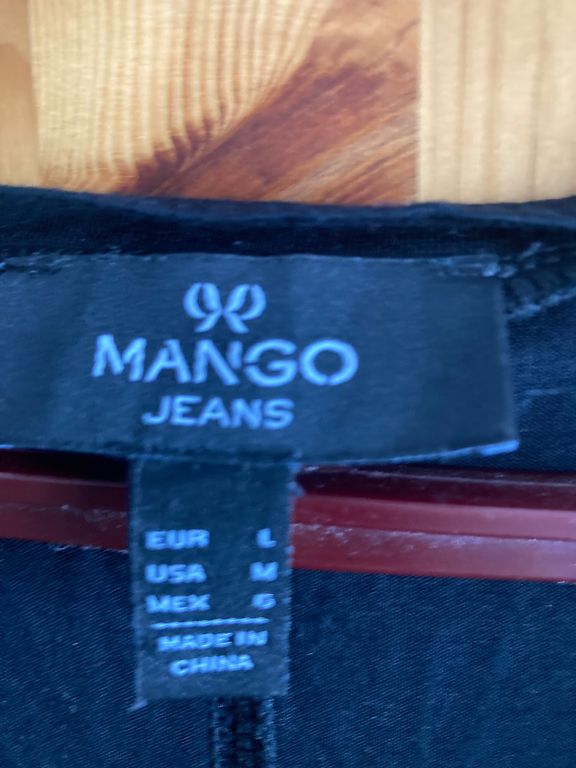 MANGO
JEANS
EUR L
USA M
MEX G
MADE IN
CHINA